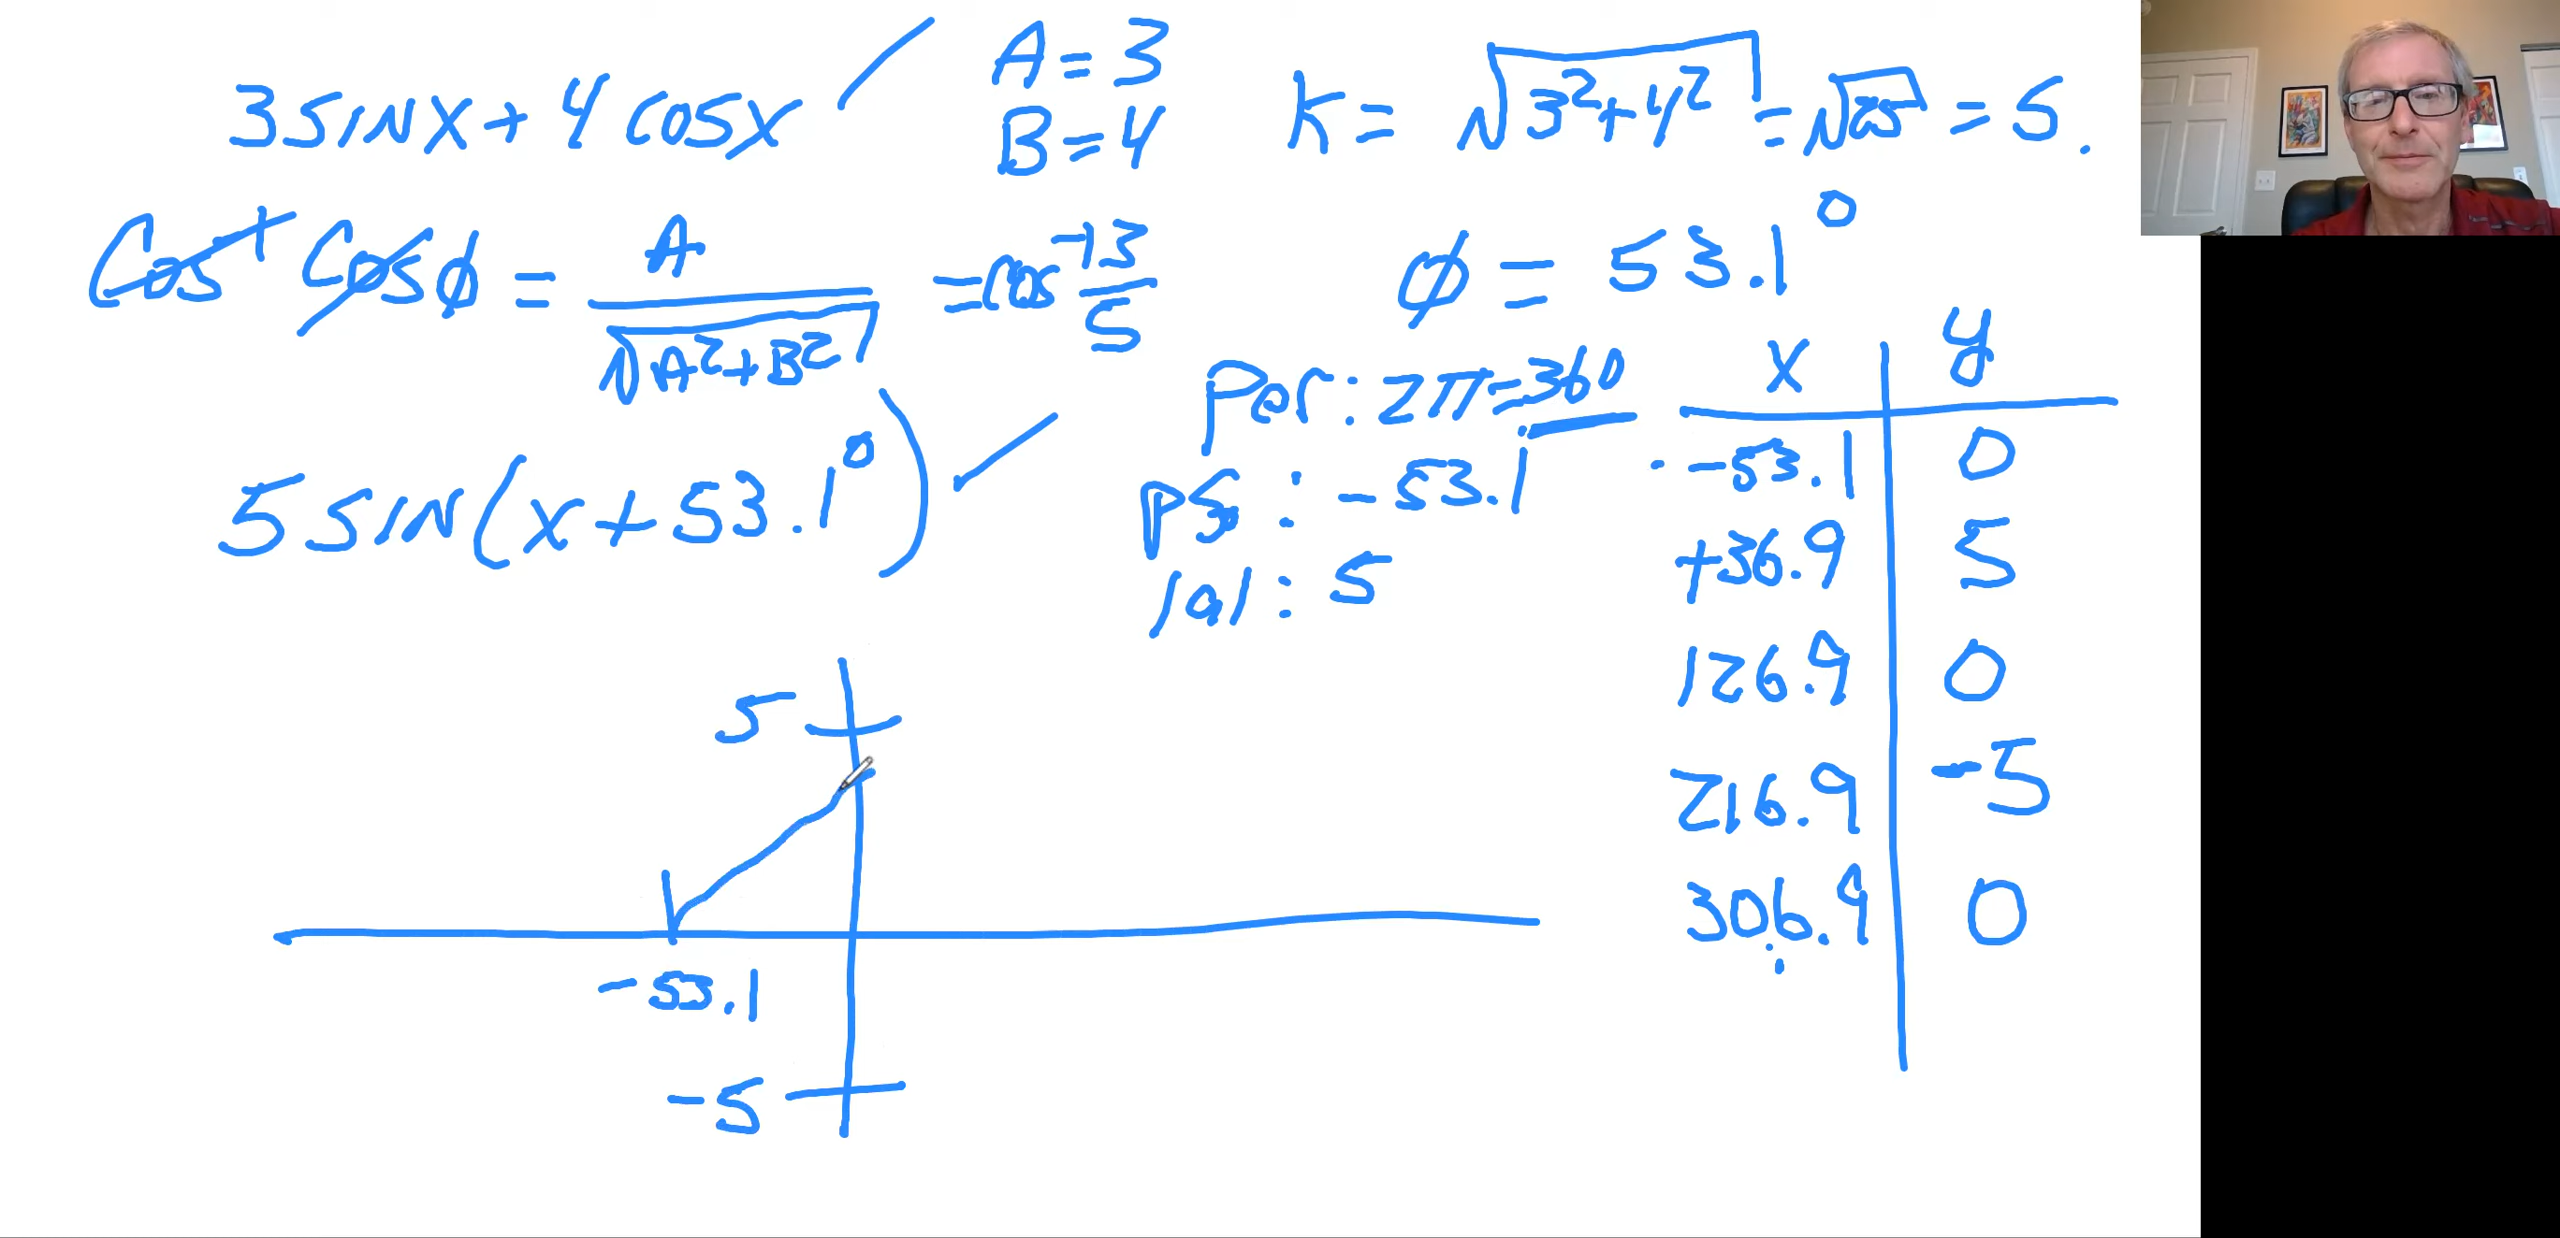 3 SIN X + 4 COS X
A = 3
B = 4
K = √(3² + 4²) = √25 = 5.
Cos⁻¹ Cos ϕ = A / √(A² + B²) = Cos⁻¹ 3/5
ϕ = 53.1°
5 SIN(X + 53.1°)
Per: 2π = 360
PS: -53.1
|a|: 5
X | y
-53.1 | 0
+36.9 | 5
126.9 | 0
216.9 | -5
306.9 | 0
5
-53.1
-5